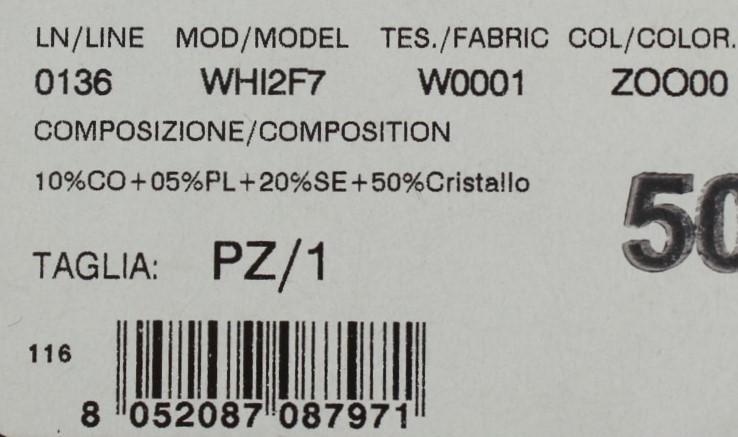 LN/LINE MOD/MODEL TES./FABRIC COL/COLOR.
0136 WHI2F7 W0001 ZOO00
COMPOSIZIONE/COMPOSITION
10%CO+05%PL+20%SE+50%Cristallo
50
TAGLIA: PZ/1
116
8 052087 087971